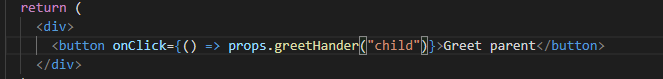 return (
<div>
<button onClick={() => props.greetHander("child")}>Greet parent</button>
</div>